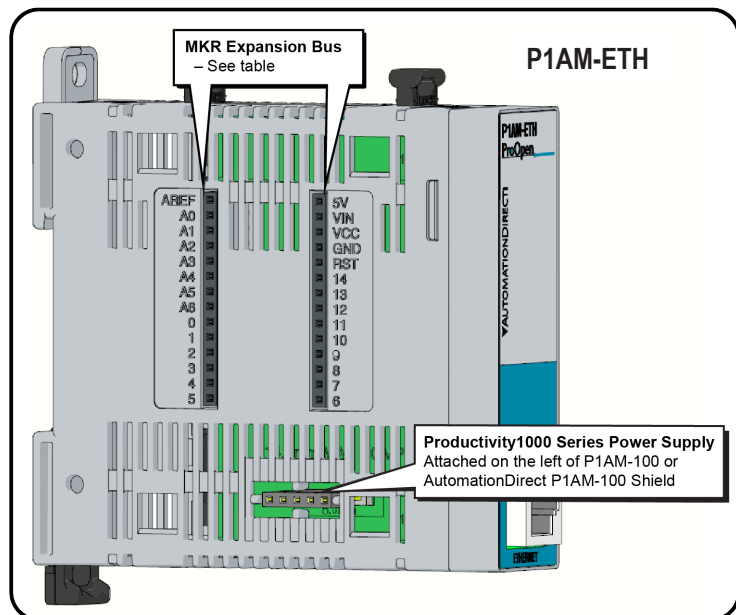 MKR Expansion Bus
– See table
P1AM-ETH
P1AM-ETH
ProOpen
AUTOMATIONDIRECT
AREF
A0
A1
A2
A3
A4
A5
A6
0
1
2
3
4
5
5V
VIN
VCC
GND
RST
14
13
12
11
10
9
8
7
6
Productivity1000 Series Power Supply
Attached on the left of P1AM-100 or
AutomationDirect P1AM-100 Shield
ETHERNET